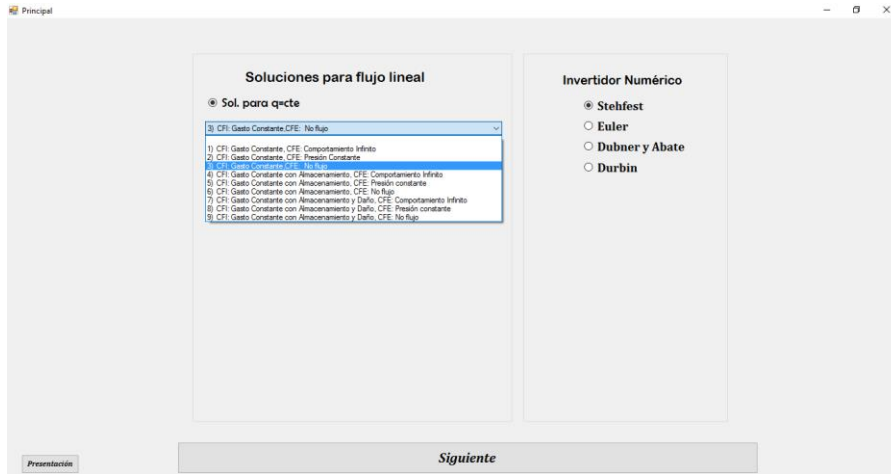 Principal
Soluciones para flujo lineal
Sol. para q=cte
3) CFI: Gasto Constante,CFE: No flujo
1) CFI: Gasto Constante, CFE: Comportamiento Infinito
2) CFI: Gasto Constante, CFE: Presión Constante
3) CFI: Gasto Constante,CFE: No flujo
4) CFI: Gasto Constante con Almacenamiento, CFE: Comportamiento Infinito
5) CFI: Gasto Constante con Almacenamiento, CFE: Presión constante
6) CFI: Gasto Constante con Almacenamiento, CFE: No flujo
7) CFI: Gasto Constante con Almacenamiento y Daño, CFE: Comportamiento Infinito
8) CFI: Gasto Constante con Almacenamiento y Daño, CFE: Presión constante
9) CFI: Gasto Constante con Almacenamiento y Daño, CFE: No flujo
Invertidor Numérico
Stehfest
Euler
Dubner y Abate
Durbin
Presentación
Siguiente